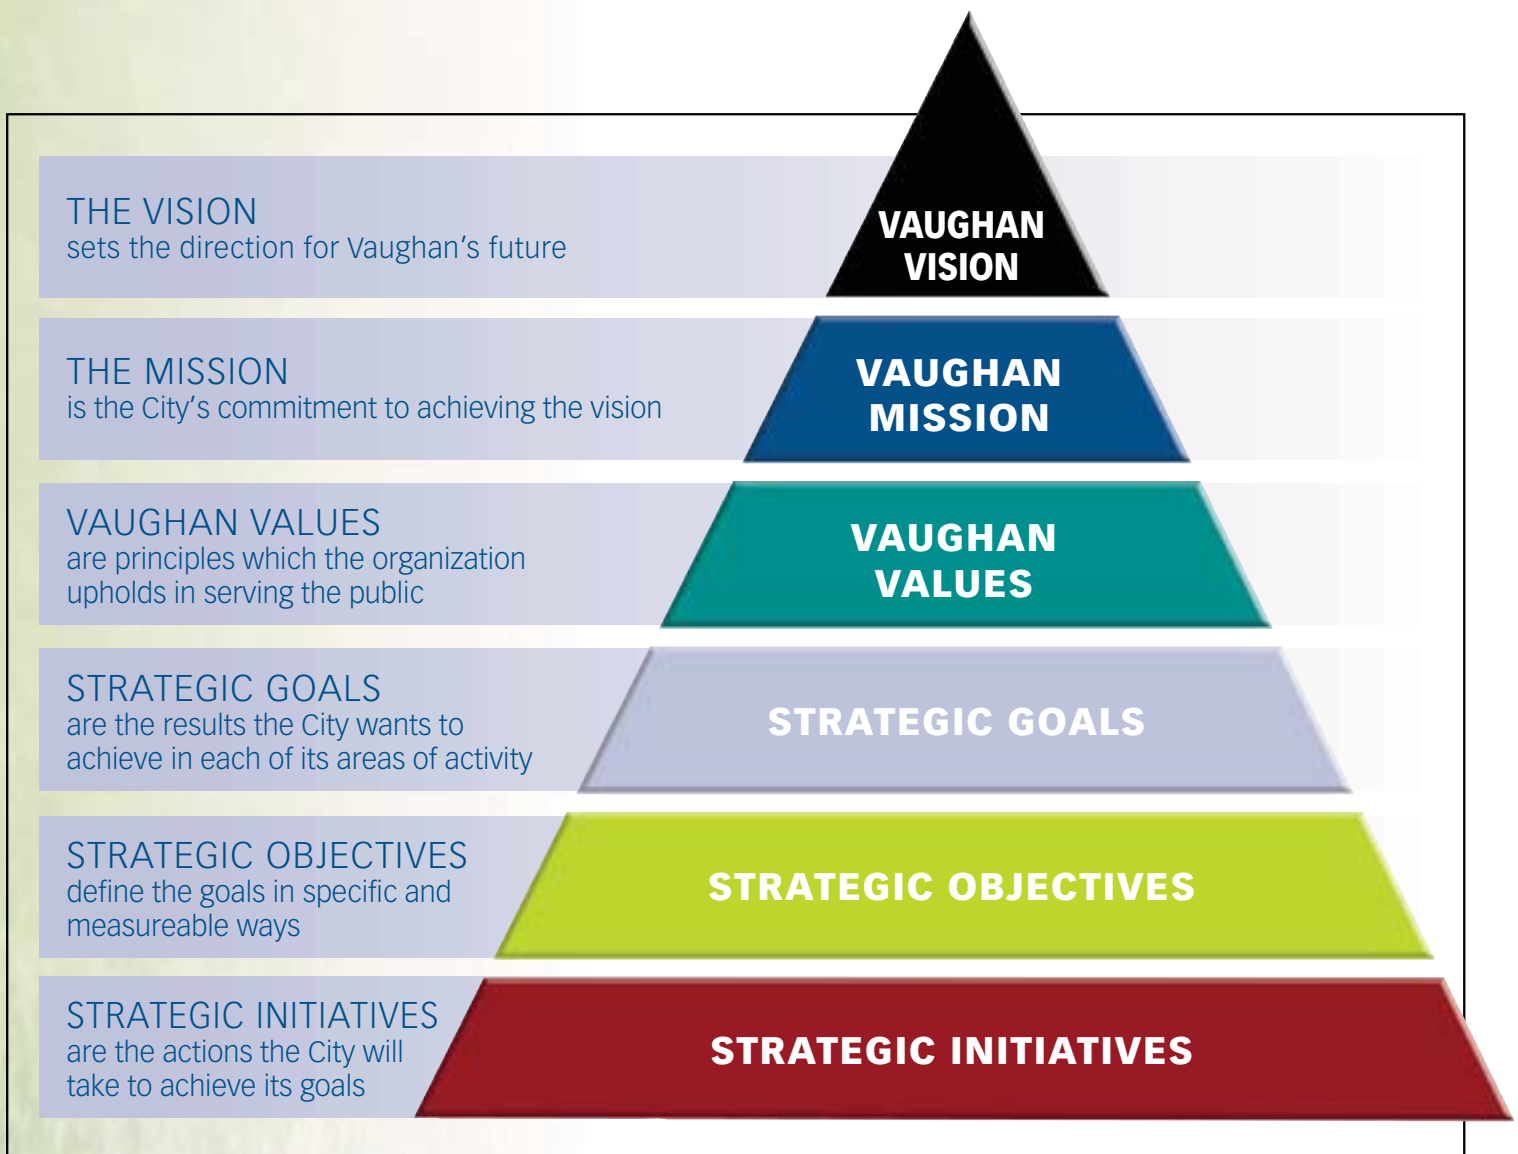 THE VISION
sets the direction for Vaughan's future
VAUGHAN
VISION
THE MISSION
is the City's commitment to achieving the vision
VAUGHAN
MISSION
VAUGHAN VALUES
are principles which the organization
upholds in serving the public
VAUGHAN
VALUES
STRATEGIC GOALS
are the results the City wants to
achieve in each of its areas of activity
STRATEGIC GOALS
STRATEGIC OBJECTIVES
define the goals in specific and
measureable ways
STRATEGIC OBJECTIVES
STRATEGIC INITIATIVES
are the actions the City will
take to achieve its goals
STRATEGIC INITIATIVES